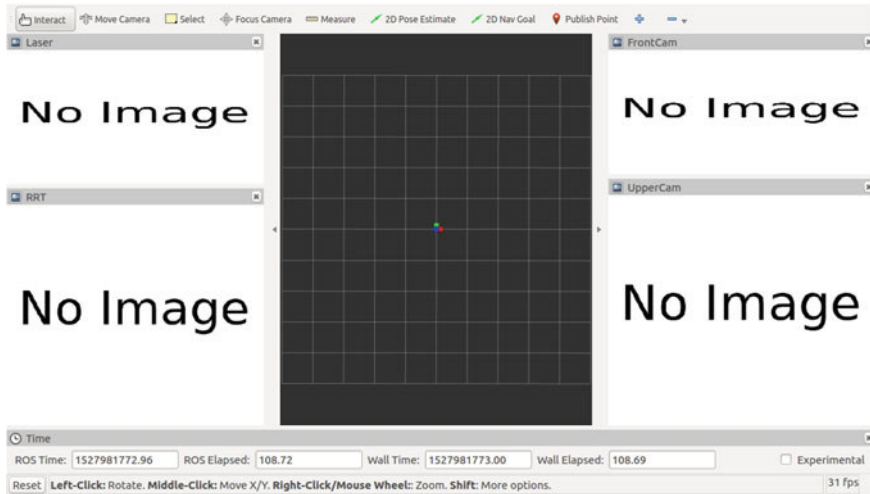 Interact Move Camera Select Focus Camera Measure 2D Pose Estimate 2D Nav Goal Publish Point
Laser
No Image
RRT
No Image
FrontCam
No Image
UpperCam
No Image
Time
ROS Time: 1527981772.96 ROS Elapsed: 108.72 Wall Time: 1527981773.00 Wall Elapsed: 108.69 Experimental
Reset Left-Click: Rotate. Middle-Click: Move X/Y. Right-Click/Mouse Wheel:: Zoom. Shift: More options. 31 fps